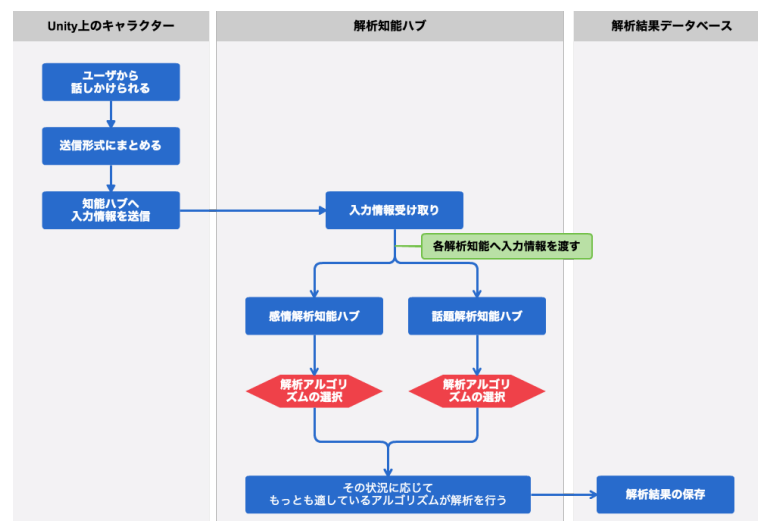 Unity上のキャラクター
解析知能ハブ
解析結果データベース
ユーザから
話しかけられる
送信形式にまとめる
知能ハブへ
入力情報を送信
入力情報受け取り
各解析知能へ入力情報を渡す
感情解析知能ハブ
話題解析知能ハブ
解析アルゴリ
ズムの選択
解析アルゴリ
ズムの選択
その状況に応じて
もっとも適しているアルゴリズムが解析を行う
解析結果の保存